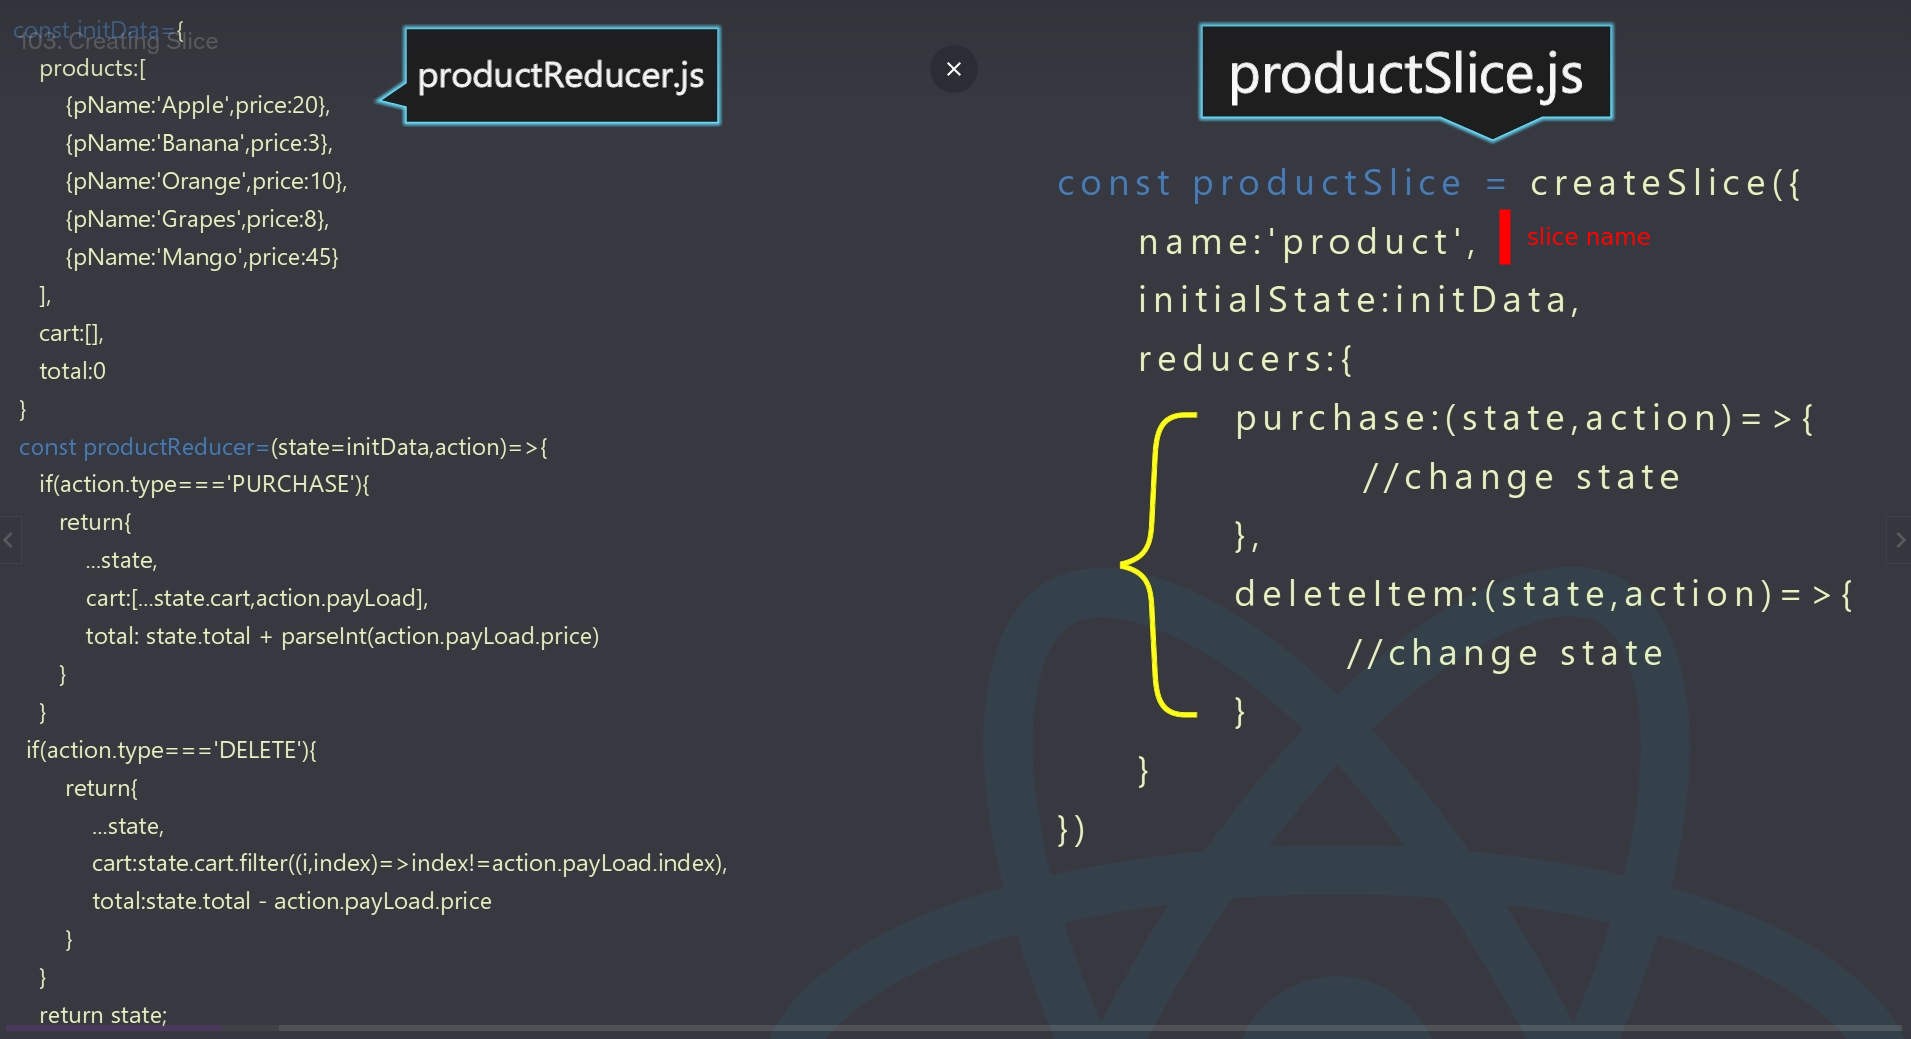 const initData={
103. Creating Slice
products:[
{pName:'Apple',price:20},
{pName:'Banana',price:3},
{pName:'Orange',price:10},
{pName:'Grapes',price:8},
{pName:'Mango',price:45}
],
cart:[],
total:0
}
const productReducer=(state=initData,action)=>{
if(action.type==='PURCHASE'){
return{
...state,
cart:[...state.cart,action.payLoad],
total: state.total + parseInt(action.payLoad.price)
}
}
if(action.type==='DELETE'){
return{
...state,
cart:state.cart.filter((i,index)=>index!=action.payLoad.index),
total:state.total - action.payLoad.price
}
}
return state;
productReducer.js
productSlice.js
const productSlice = createSlice({
name:'product',
slice name
initialState:initData,
reducers:{
purchase:(state,action)=>{
//change state
},
deleteItem:(state,action)=>{
//change state
}
}
})